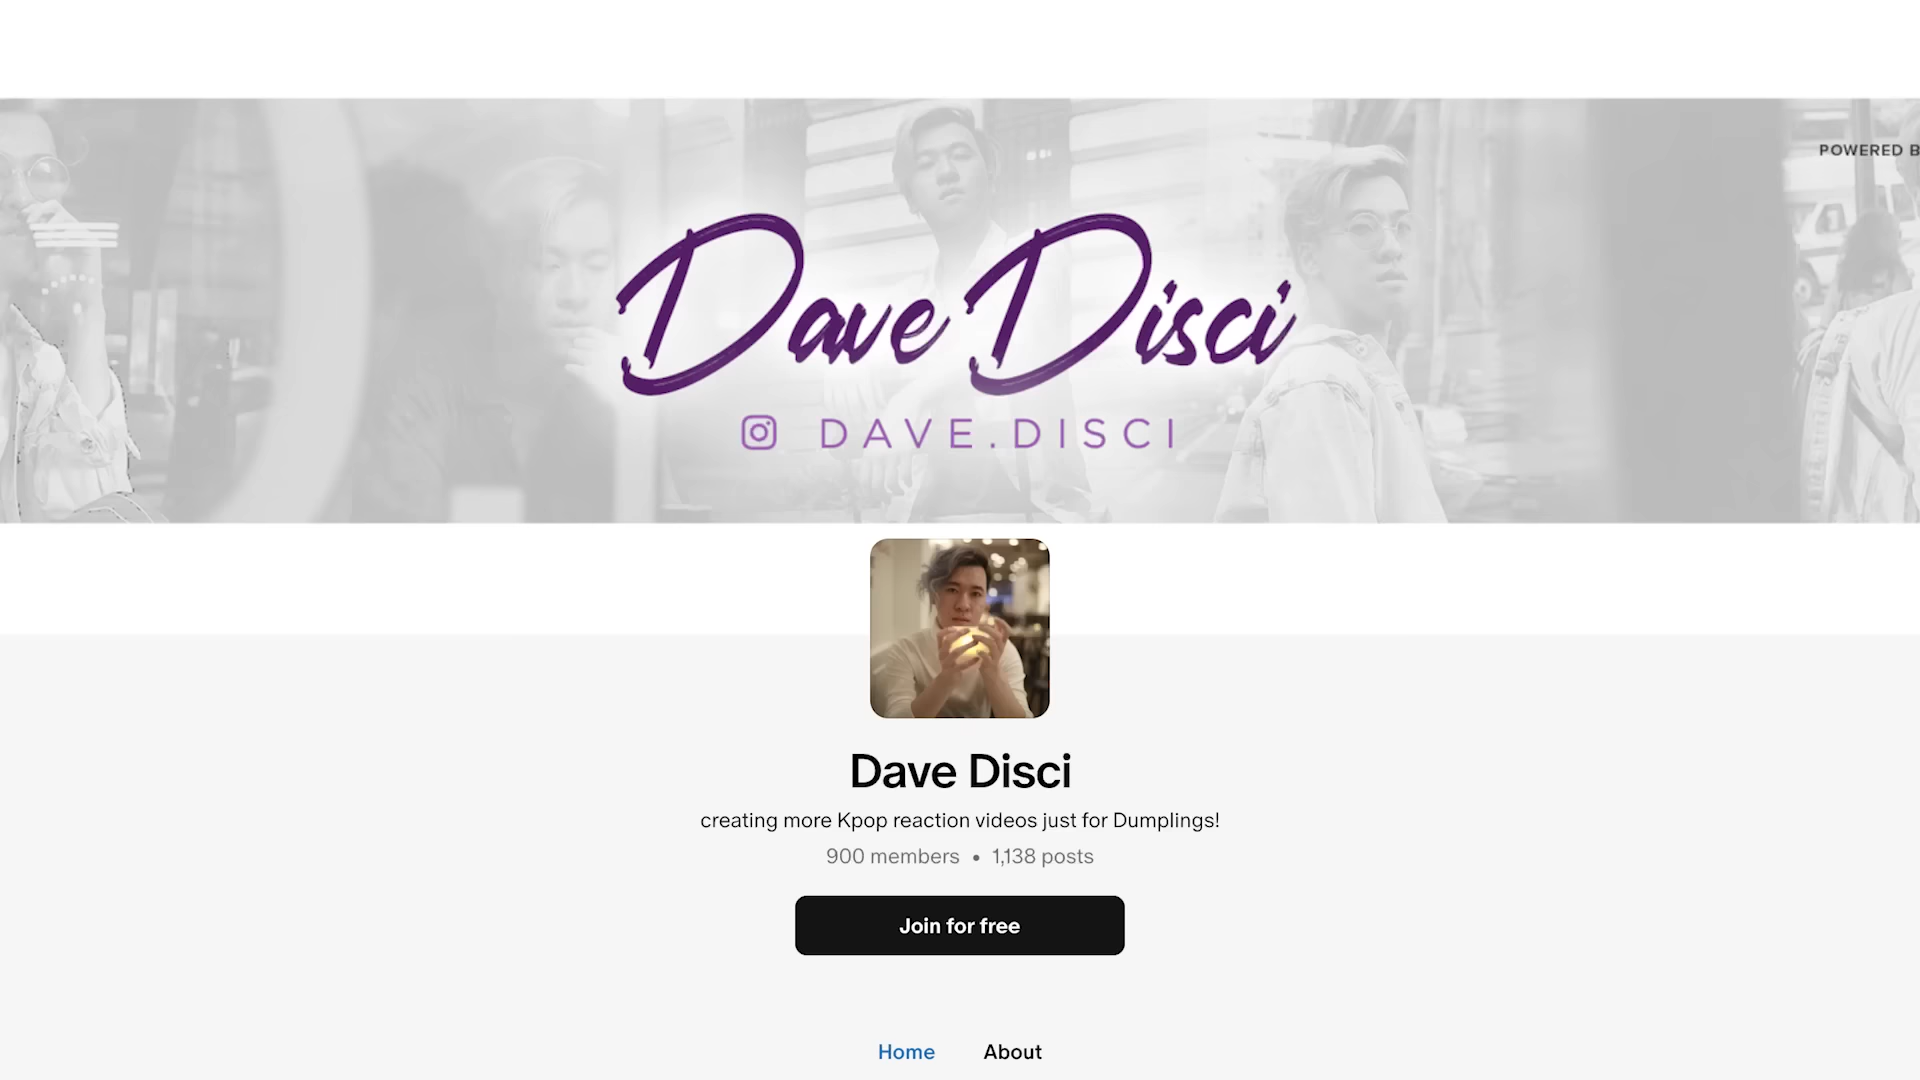 POWERED B
Dave Disci
DAVE.DISCI
Dave Disci
creating more Kpop reaction videos just for Dumplings!
900 members • 1,138 posts
Join for free
Home About